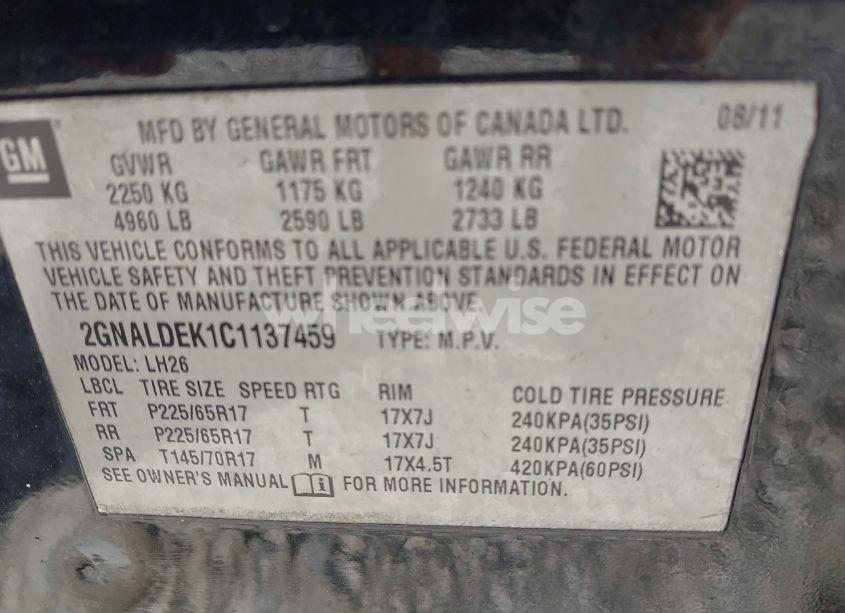 GM
MFD BY GENERAL MOTORS OF CANADA LTD. 08/11
GVWR GAWR FRT GAWR RR
2250 KG 1175 KG 1240 KG
4960 LB 2590 LB 2733 LB
THIS VEHICLE CONFORMS TO ALL APPLICABLE U.S. FEDERAL MOTOR
VEHICLE SAFETY AND THEFT PREVENTION STANDARDS IN EFFECT ON
THE DATE OF MANUFACTURE SHOWN ABOVE.
wheelwise
2GNALDEK1C1137459 TYPE: M.P.V.
MODEL: LH26
LBCL TIRE SIZE SPEED RTG RIM COLD TIRE PRESSURE
FRT P225/65R17 T 17X7J 240KPA(35PSI)
RR P225/65R17 T 17X7J 240KPA(35PSI)
SPA T145/70R17 M 17X4.5T 420KPA(60PSI)
SEE OWNER'S MANUAL FOR MORE INFORMATION.